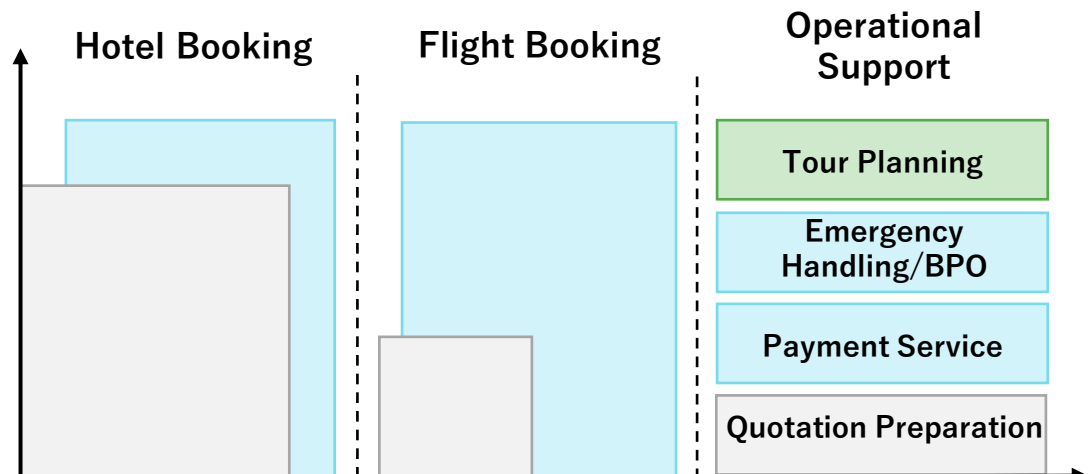 Hotel Booking
Flight Booking
Operational
Support
Tour Planning
Emergency
Handling/BPO
Payment Service
Quotation Preparation